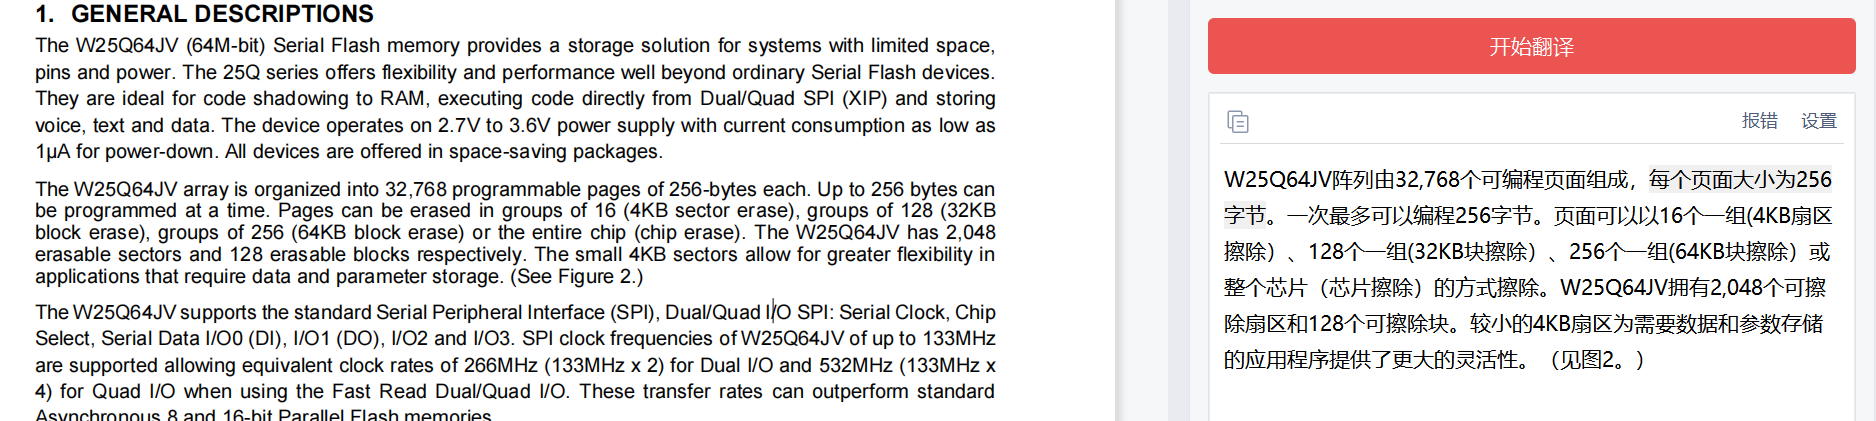 1. GENERAL DESCRIPTIONS
The W25Q64JV (64M-bit) Serial Flash memory provides a storage solution for systems with limited space,
pins and power. The 25Q series offers flexibility and performance well beyond ordinary Serial Flash devices.
They are ideal for code shadowing to RAM, executing code directly from Dual/Quad SPI (XIP) and storing
voice, text and data. The device operates on 2.7V to 3.6V power supply with current consumption as low as
1µA for power-down. All devices are offered in space-saving packages.
The W25Q64JV array is organized into 32,768 programmable pages of 256-bytes each. Up to 256 bytes can
be programmed at a time. Pages can be erased in groups of 16 (4KB sector erase), groups of 128 (32KB
block erase), groups of 256 (64KB block erase) or the entire chip (chip erase). The W25Q64JV has 2,048
erasable sectors and 128 erasable blocks respectively. The small 4KB sectors allow for greater flexibility in
applications that require data and parameter storage. (See Figure 2.)
The W25Q64JV supports the standard Serial Peripheral Interface (SPI), Dual/Quad I/O SPI: Serial Clock, Chip
Select, Serial Data I/O0 (DI), I/O1 (DO), I/O2 and I/O3. SPI clock frequencies of W25Q64JV of up to 133MHz
are supported allowing equivalent clock rates of 266MHz (133MHz x 2) for Dual I/O and 532MHz (133MHz x
4) for Quad I/O when using the Fast Read Dual/Quad I/O. These transfer rates can outperform standard
Asynchronous 8 and 16-bit Parallel Flash memories.
开始翻译
报错 设置
W25Q64JV阵列由32,768个可编程页面组成，每个页面大小为256
字节。一次最多可以编程256字节。页面可以以16个一组(4KB扇区
擦除）、128个一组(32KB块擦除）、256个一组(64KB块擦除）或
整个芯片（芯片擦除）的方式擦除。W25Q64JV拥有2,048个可擦
除扇区和128个可擦除块。较小的4KB扇区为需要数据和参数存储
的应用程序提供了更大的灵活性。（见图2。）